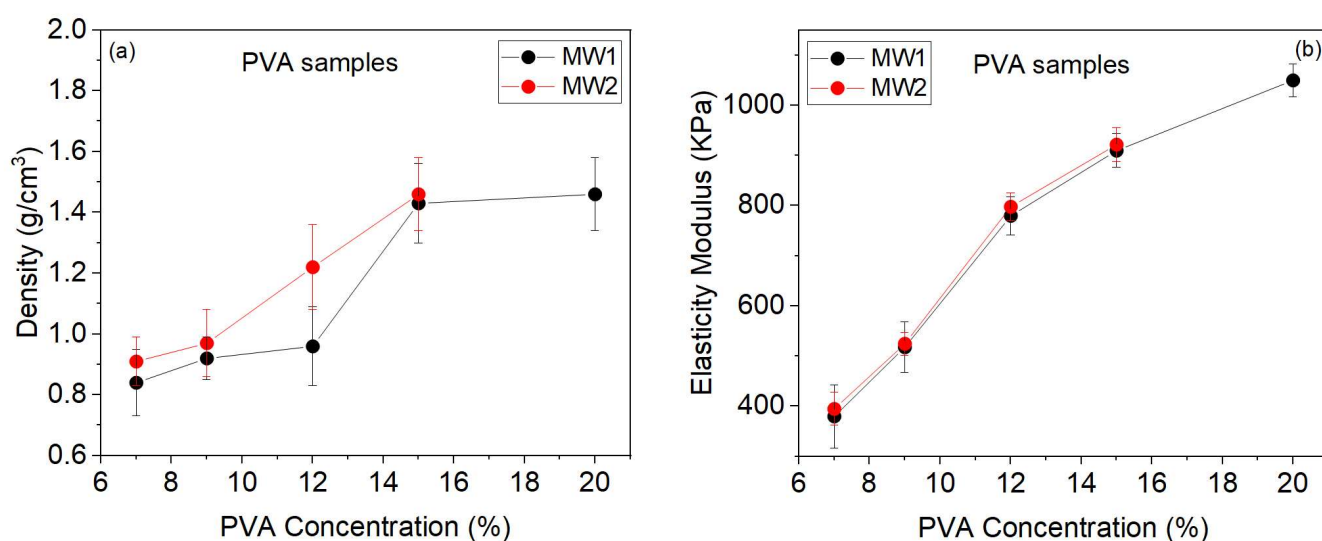 (a)
PVA samples
MW1
MW2
2.0
1.8
1.6
1.4
1.2
1.0
0.8
0.6
Density (g/cm³)
6 8 10 12 14 16 18 20
PVA Concentration (%)
(b)
PVA samples
MW1
MW2
1000
800
600
400
Elasticity Modulus (KPa)
6 8 10 12 14 16 18 20
PVA Concentration (%)